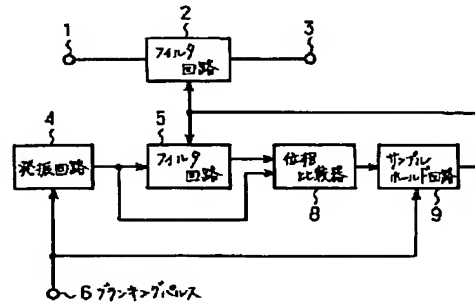 2
1
3
フィルタ
回路
4
5
発振回路
フィルタ
回路
位相
比較器
サンプル
ホールド回路
8
9
6 ブランキングパルス